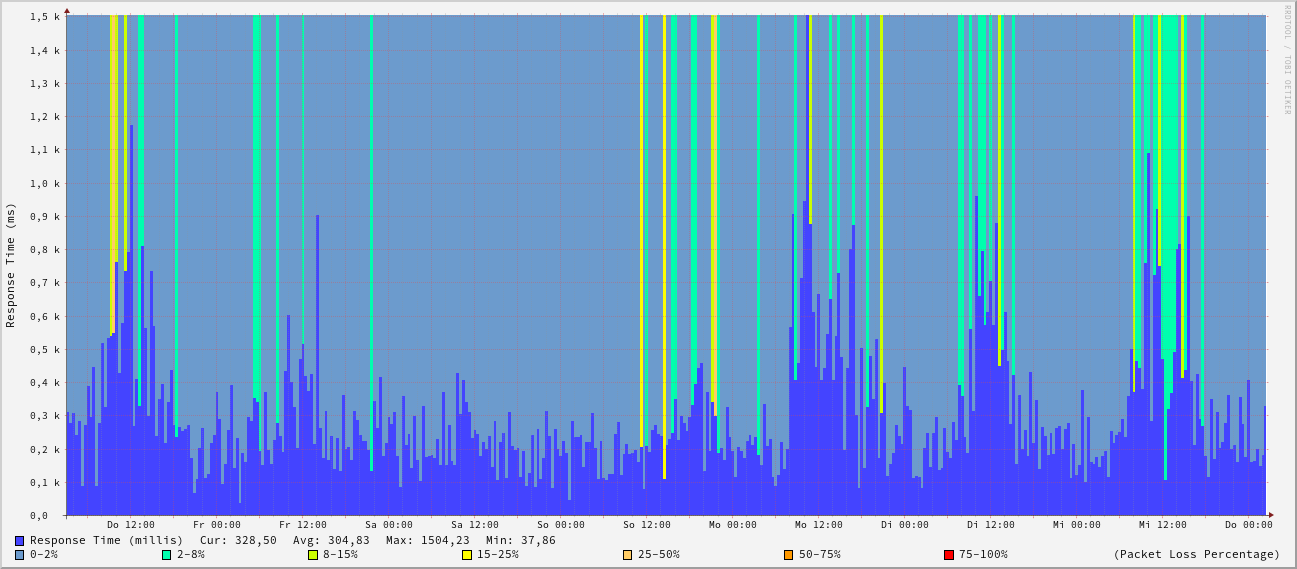 RRDTOOL / TOBI OETIKER
Response Time (ms)
1,5 k
1,4 k
1,3 k
1,2 k
1,1 k
1,0 k
0,9 k
0,8 k
0,7 k
0,6 k
0,5 k
0,4 k
0,3 k
0,2 k
0,1 k
0,0
Do 12:00 Fr 00:00 Fr 12:00 Sa 00:00 Sa 12:00 So 00:00 So 12:00 Mo 00:00 Mo 12:00 Di 00:00 Di 12:00 Mi 00:00 Mi 12:00 Do 00:00
Response Time (millis) Cur: 328,50 Avg: 304,83 Max: 1504,23 Min: 37,86
0-2% 2-8% 8-15% 15-25% 25-50% 50-75% 75-100% (Packet Loss Percentage)